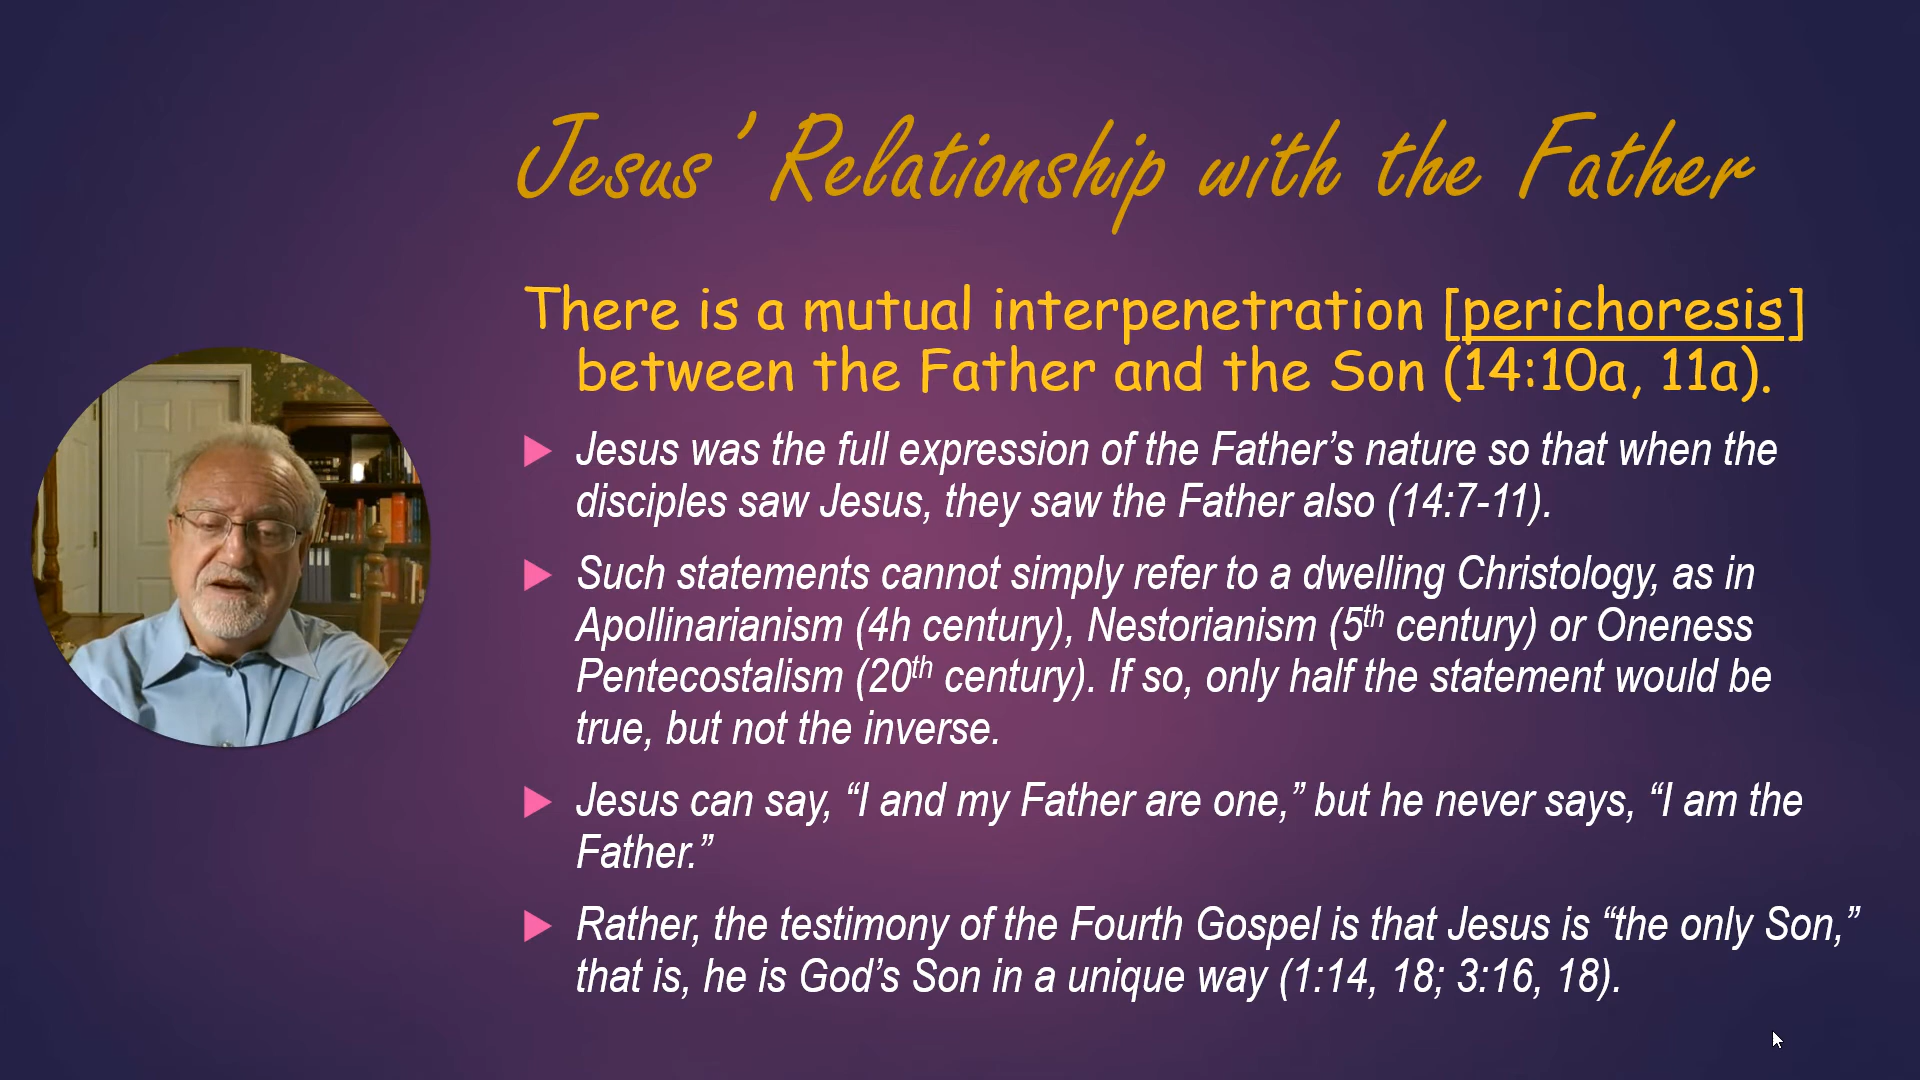 Jesus’ Relationship with the Father
There is a mutual interpenetration [perichoresis]
between the Father and the Son (14:10a, 11a).
Jesus was the full expression of the Father’s nature so that when the
disciples saw Jesus, they saw the Father also (14:7-11).
Such statements cannot simply refer to a dwelling Christology, as in
Apollinarianism (4h century), Nestorianism (5th century) or Oneness
Pentecostalism (20th century). If so, only half the statement would be
true, but not the inverse.
Jesus can say, “I and my Father are one,” but he never says, “I am the
Father.”
Rather, the testimony of the Fourth Gospel is that Jesus is “the only Son,”
that is, he is God’s Son in a unique way (1:14, 18; 3:16, 18).